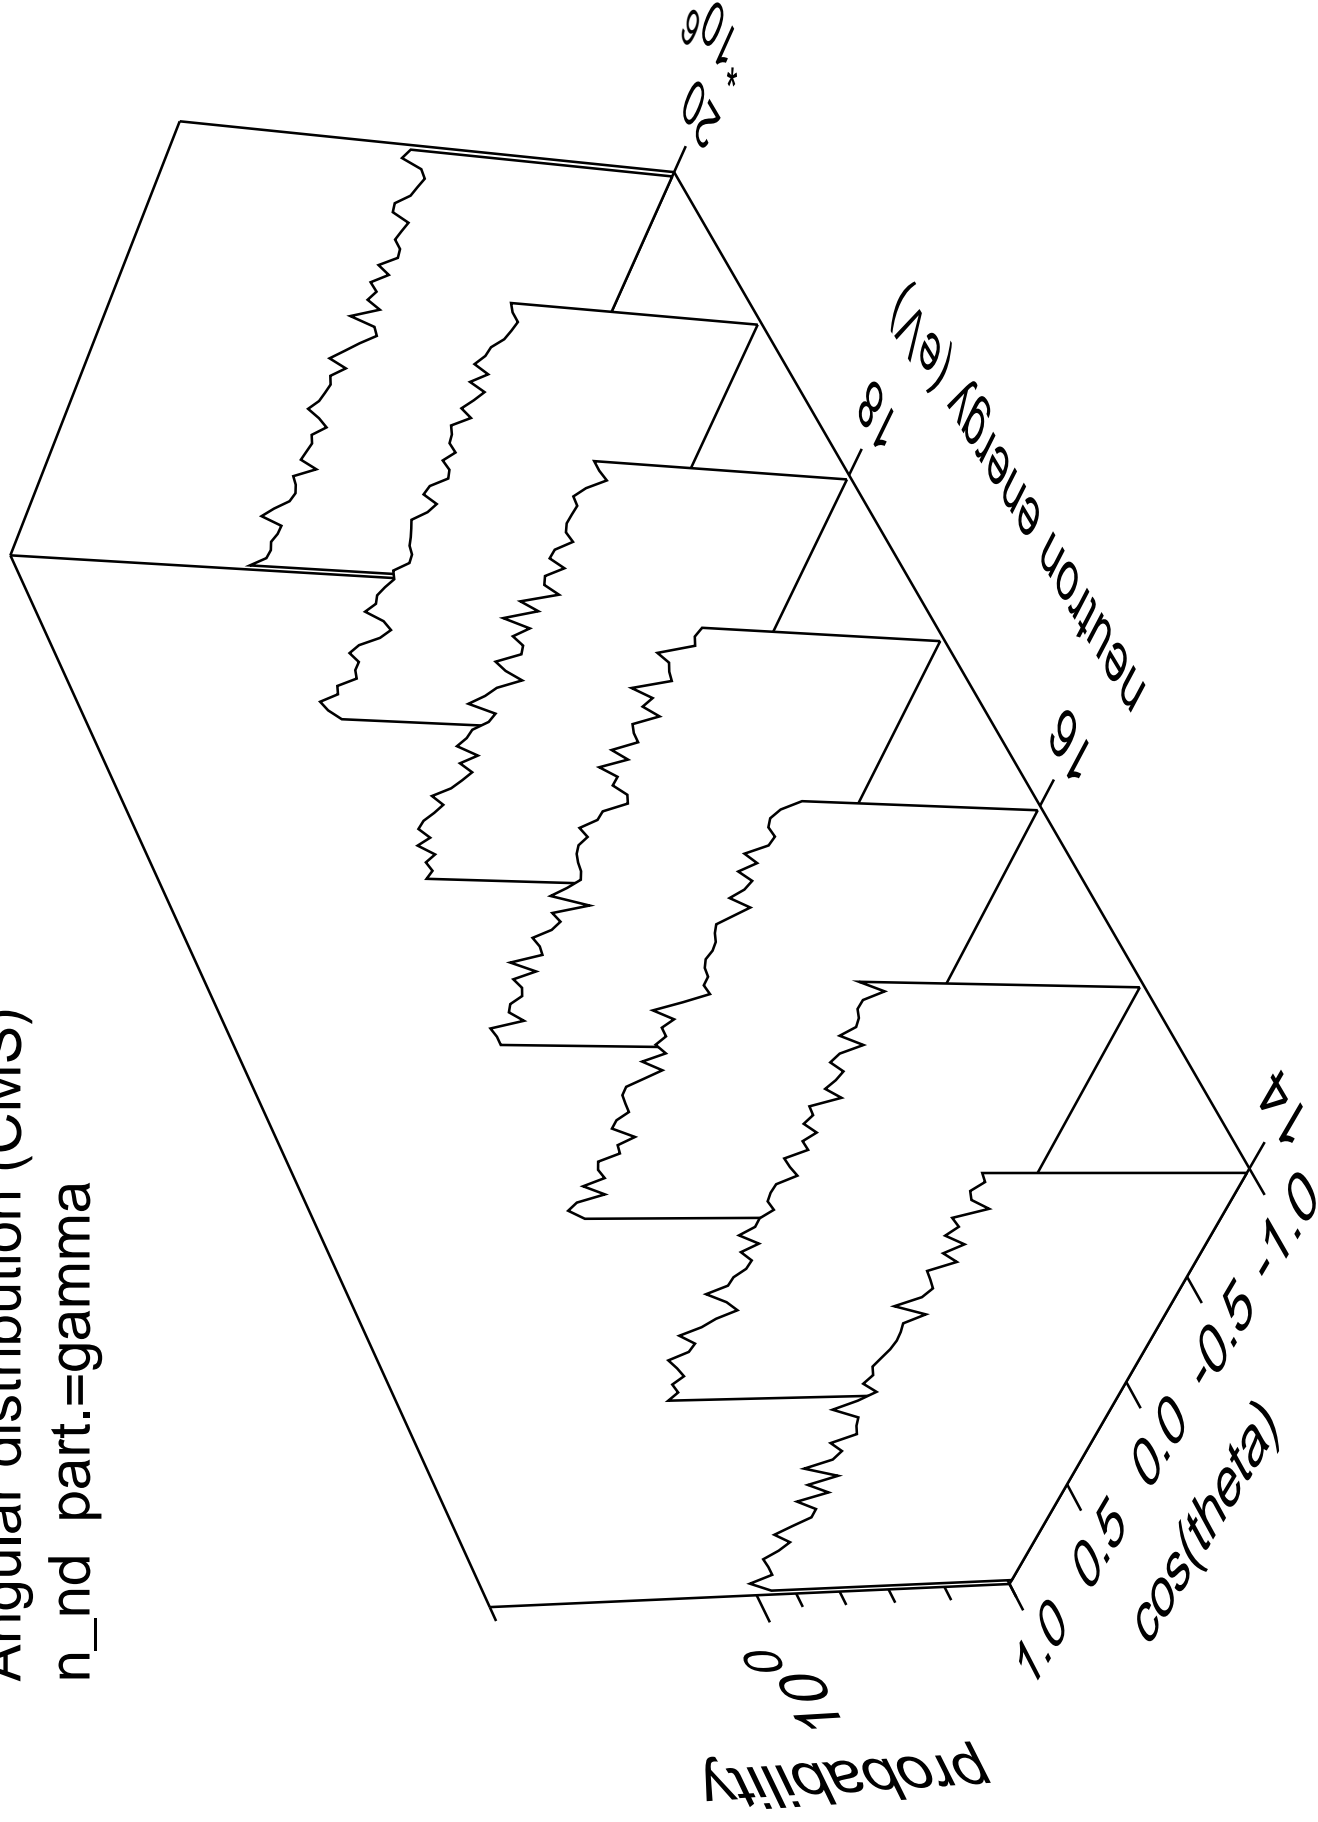 Angular distribution (CMS)
n_nd part.=gamma
probability
10^0
1.0
0.5
0.0
-0.5
-1.0
cos(theta)
14
16
18
20
*10^6
neutron energy (eV)